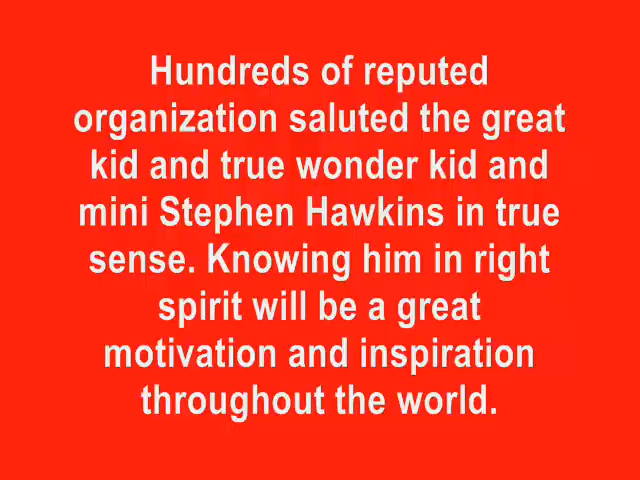 Hundreds of reputed
organization saluted the great
kid and true wonder kid and
mini Stephen Hawkins in true
sense. Knowing him in right
spirit will be a great
motivation and inspiration
throughout the world.